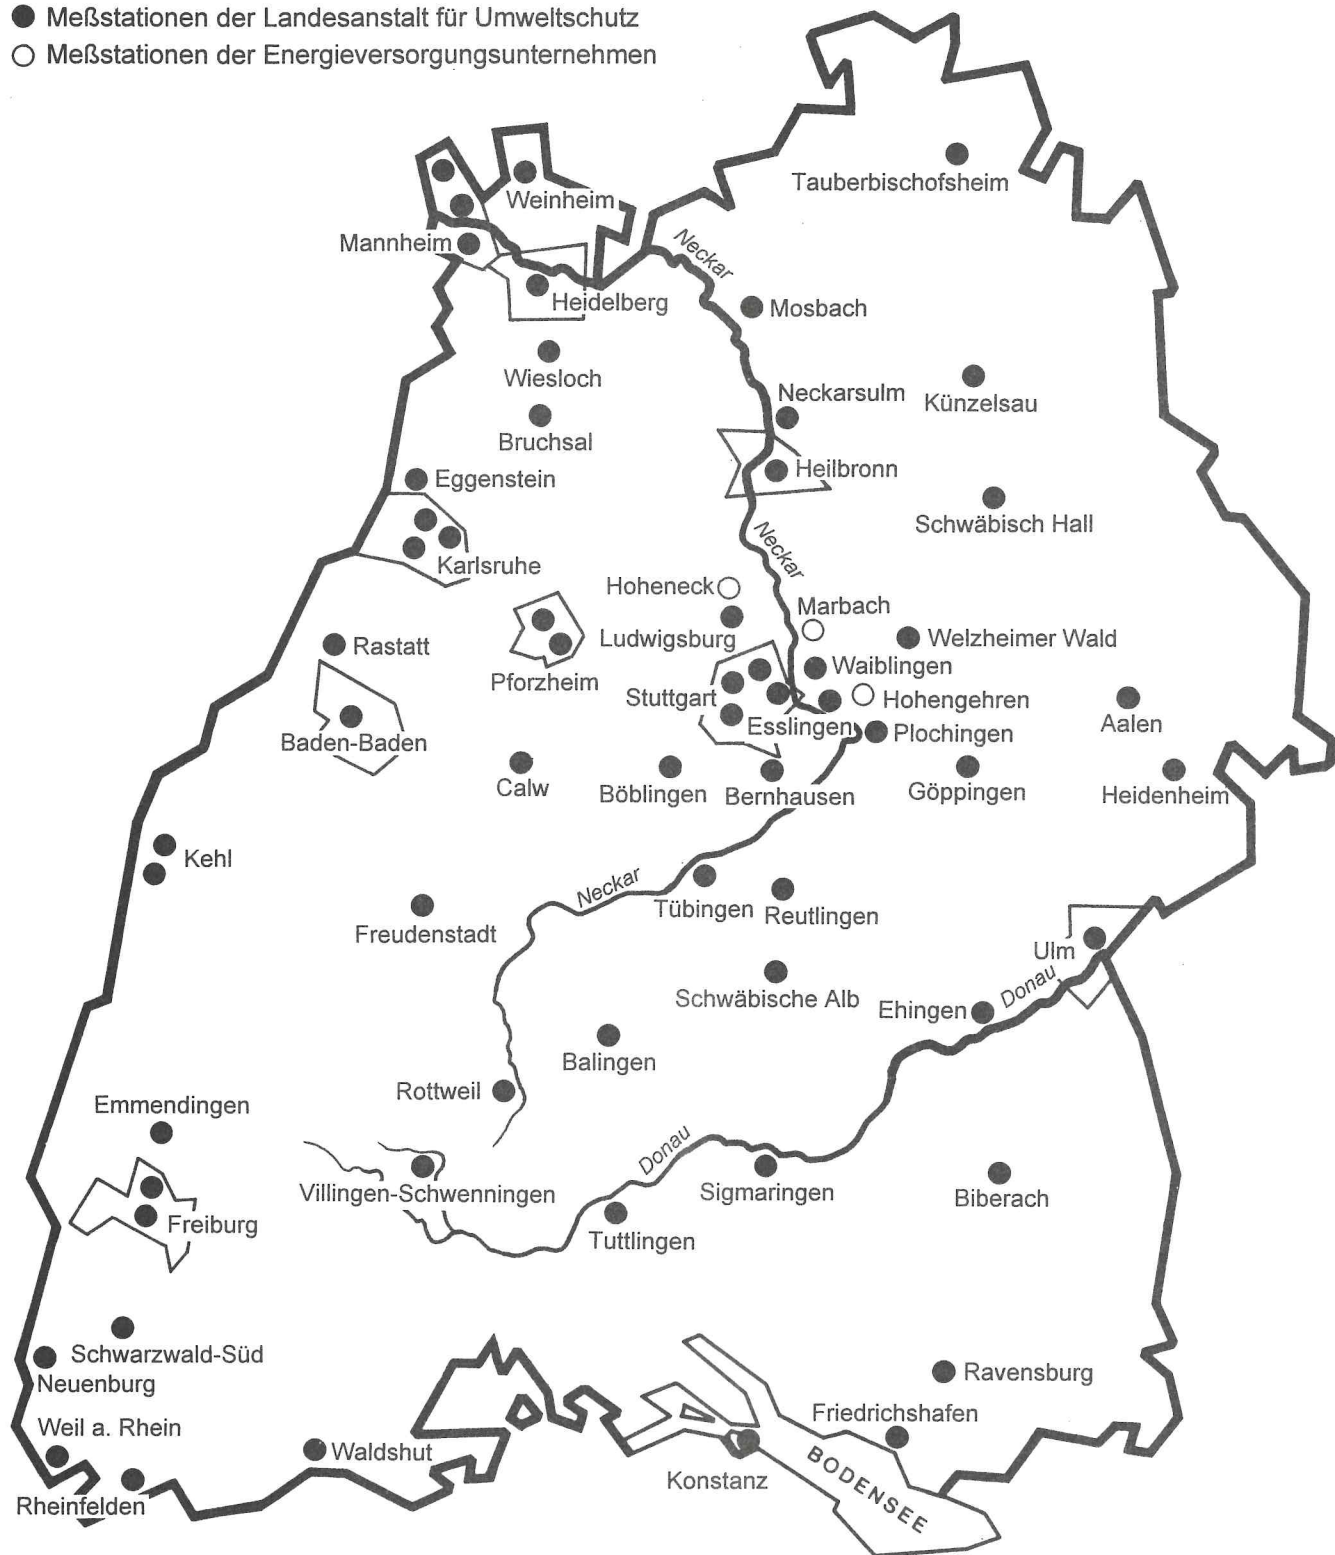 Meßstationen der Landesanstalt für Umweltschutz
Meßstationen der Energieversorgungsunternehmen
Tauberbischofsheim
Weinheim
Mannheim
Neckar
Heidelberg
Mosbach
Wiesloch
Neckarsulm
Künzelsau
Bruchsal
Heilbronn
Eggenstein
Schwäbisch Hall
Neckar
Karlsruhe
Hoheneck
Marbach
Ludwigsburg
Welzheimer Wald
Rastatt
Waiblingen
Pforzheim
Stuttgart
Hohengehren
Esslingen
Aalen
Baden-Baden
Plochingen
Calw
Böblingen
Bernhausen
Göppingen
Heidenheim
Kehl
Neckar
Tübingen
Reutlingen
Freudenstadt
Ulm
Schwäbische Alb
Donau
Ehingen
Balingen
Rottweil
Emmendingen
Donau
Villingen-Schwenningen
Sigmaringen
Biberach
Freiburg
Tuttlingen
Schwarzwald-Süd
Neuenburg
Ravensburg
Friedrichshafen
Weil a. Rhein
Waldshut
Konstanz
BODENSEE
Rheinfelden